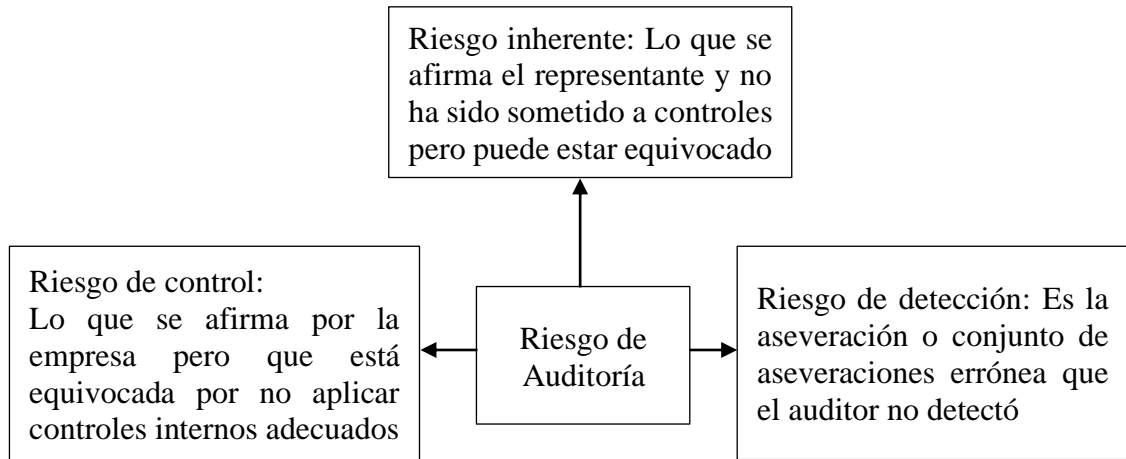 Riesgo inherente: Lo que se
afirma el representante y no
ha sido sometido a controles
pero puede estar equivocado
Riesgo de control:
Lo que se afirma por la
empresa pero que está
equivocada por no aplicar
controles internos adecuados
Riesgo de
Auditoría
Riesgo de detección: Es la
aseveración o conjunto de
aseveraciones errónea que
el auditor no detectó